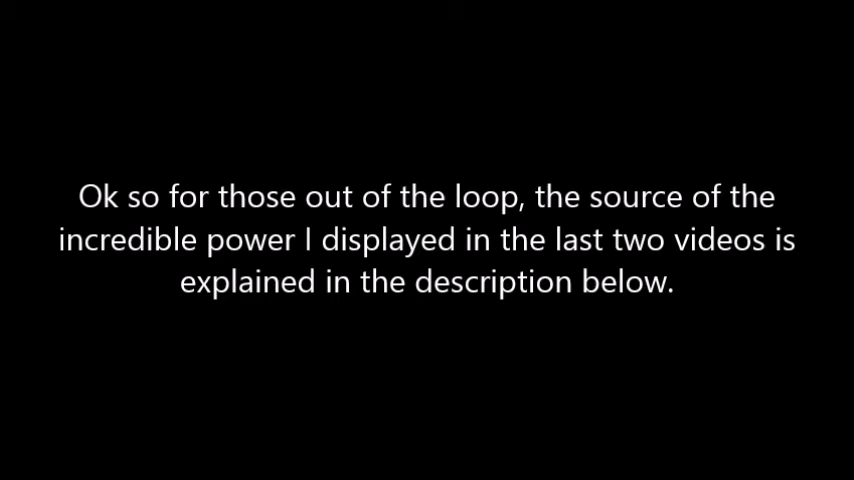 Ok so for those out of the loop, the source of the
incredible power I displayed in the last two videos is
explained in the description below.